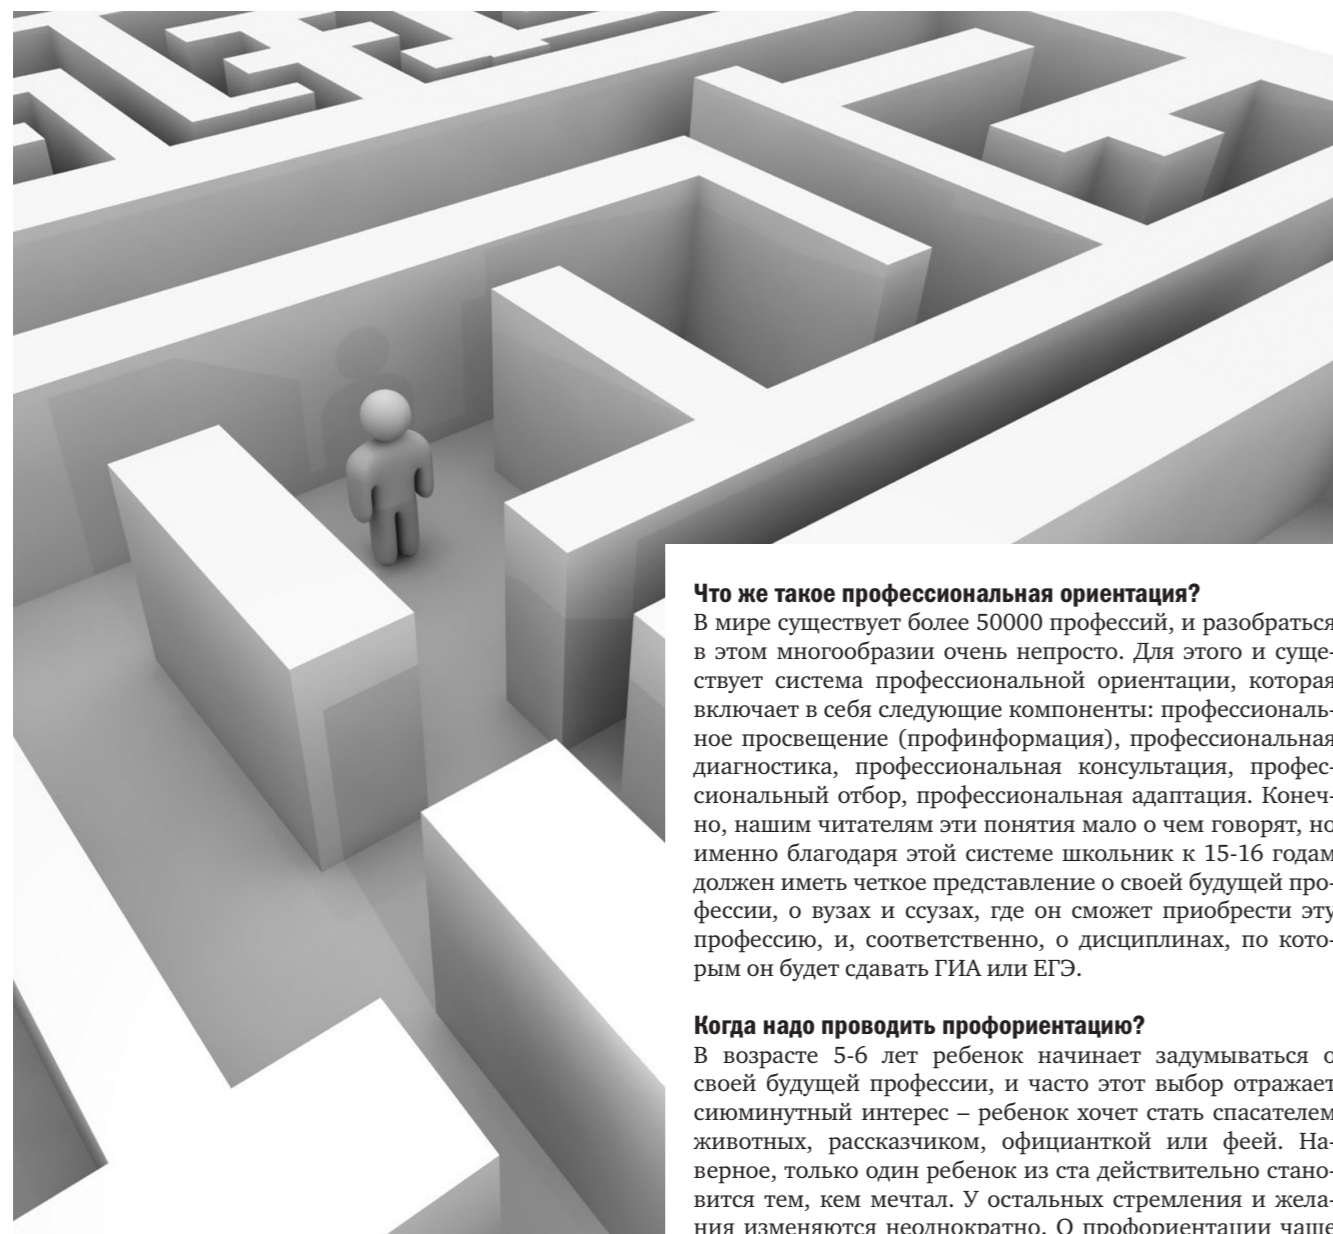 Что же такое профессиональная ориентация?
В мире существует более 50000 профессий, и разобраться
в этом многообразии очень непросто. Для этого и суще-
ствует система профессиональной ориентации, которая
включает в себя следующие компоненты: профессиональ-
ное просвещение (профинформация), профессиональная
диагностика, профессиональная консультация, профес-
сиональный отбор, профессиональная адаптация. Конеч-
но, нашим читателям эти понятия мало о чем говорят, но
именно благодаря этой системе школьник к 15-16 годам
должен иметь четкое представление о своей будущей про-
фессии, о вузах и ссузах, где он сможет приобрести эту
профессию, и, соответственно, о дисциплинах, по кото-
рым он будет сдавать ГИА или ЕГЭ.
Когда надо проводить профориентацию?
В возрасте 5-6 лет ребенок начинает задумываться о
своей будущей профессии, и часто этот выбор отражает
сиюминутный интерес – ребенок хочет стать спасателем
животных, рассказчиком, официанткой или феей. На-
верное, только один ребенок из ста действительно стано-
вится тем, кем мечтал. У остальных стремления и жела-
ния изменяются неоднократно. О профориентации чаще